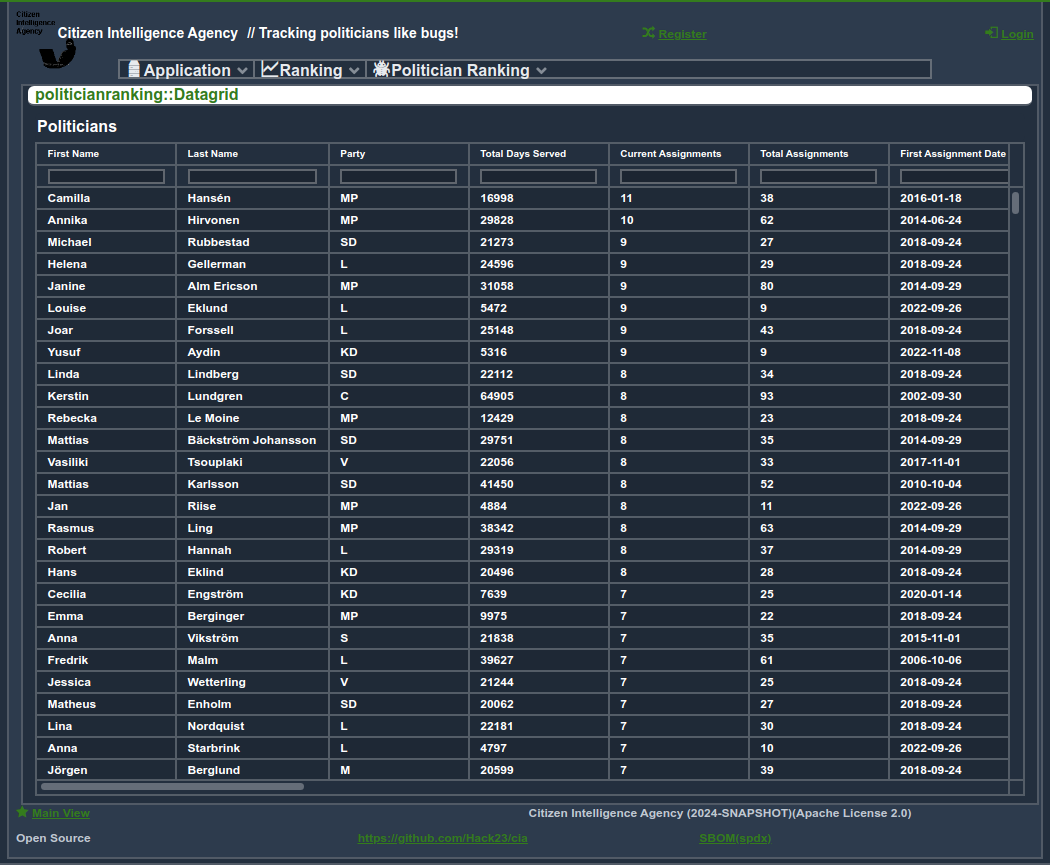 Citizen
Intelligence
Agency
Citizen Intelligence Agency // Tracking politicians like bugs!
Register
Login
Application Ranking Politician Ranking
politicianranking::Datagrid
Politicians
First Name Last Name Party Total Days Served Current Assignments Total Assignments First Assignment Date
Camilla Hansén MP 16998 11 38 2016-01-18
Annika Hirvonen MP 29828 10 62 2014-06-24
Michael Rubbestad SD 21273 9 27 2018-09-24
Helena Gellerman L 24596 9 29 2018-09-24
Janine Alm Ericson MP 31058 9 80 2014-09-29
Louise Eklund L 5472 9 9 2022-09-26
Joar Forssell L 25148 9 43 2018-09-24
Yusuf Aydin KD 5316 9 9 2022-11-08
Linda Lindberg SD 22112 8 34 2018-09-24
Kerstin Lundgren C 64905 8 93 2002-09-30
Rebecka Le Moine MP 12429 8 23 2018-09-24
Mattias Bäckström Johansson SD 29751 8 35 2014-09-29
Vasiliki Tsouplaki V 22056 8 33 2017-11-01
Mattias Karlsson SD 41450 8 52 2010-10-04
Jan Riise MP 4884 8 11 2022-09-26
Rasmus Ling MP 38342 8 63 2014-09-29
Robert Hannah L 29319 8 37 2014-09-29
Hans Eklind KD 20496 8 28 2018-09-24
Cecilia Engström KD 7639 7 25 2020-01-14
Emma Berginger MP 9975 7 22 2018-09-24
Anna Vikström S 21838 7 35 2015-11-01
Fredrik Malm L 39627 7 61 2006-10-06
Jessica Wetterling V 21244 7 25 2018-09-24
Matheus Enholm SD 20062 7 27 2018-09-24
Lina Nordquist L 22181 7 30 2018-09-24
Anna Starbrink L 4797 7 10 2022-09-26
Jörgen Berglund M 20599 7 39 2018-09-24
Main View
Citizen Intelligence Agency (2024-SNAPSHOT)(Apache License 2.0)
Open Source
https://github.com/Hack23/cia
SBOM(spdx)